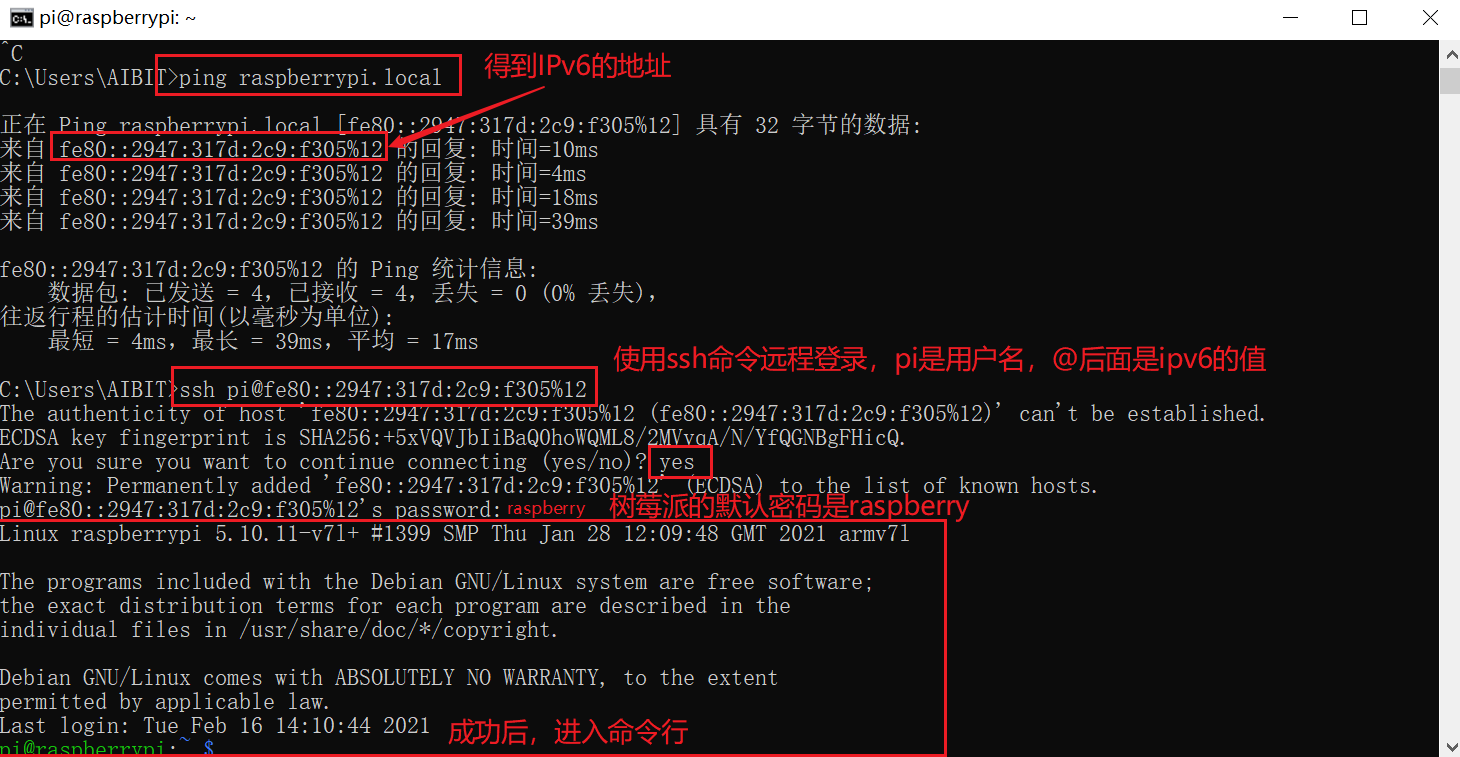 pi@raspberrypi: ~
^C
C:\Users\AIBIT>ping raspberrypi.local
得到IPv6的地址
正在 Ping raspberrypi.local [fe80::2947:317d:2c9:f305%12] 具有 32 字节的数据:
来自 fe80::2947:317d:2c9:f305%12 的回复: 时间=10ms
来自 fe80::2947:317d:2c9:f305%12 的回复: 时间=4ms
来自 fe80::2947:317d:2c9:f305%12 的回复: 时间=18ms
来自 fe80::2947:317d:2c9:f305%12 的回复: 时间=39ms
fe80::2947:317d:2c9:f305%12 的 Ping 统计信息:
数据包: 已发送 = 4，已接收 = 4，丢失 = 0 (0% 丢失)，
往返行程的估计时间(以毫秒为单位):
最短 = 4ms，最长 = 39ms，平均 = 17ms
使用ssh命令远程登录，pi是用户名，@后面是ipv6的值
C:\Users\AIBIT>ssh pi@fe80::2947:317d:2c9:f305%12
The authenticity of host 'fe80::2947:317d:2c9:f305%12 (fe80::2947:317d:2c9:f305%12)' can't be established.
ECDSA key fingerprint is SHA256:+5xVQVJbIiBaQ0hoWQML8/2MVyqA/N/YfQGNBgFHicQ.
Are you sure you want to continue connecting (yes/no)? yes
Warning: Permanently added 'fe80::2947:317d:2c9:f305%12' (ECDSA) to the list of known hosts.
pi@fe80::2947:317d:2c9:f305%12's password: raspberry 树莓派的默认密码是raspberry
Linux raspberrypi 5.10.11-v7l+ #1399 SMP Thu Jan 28 12:09:48 GMT 2021 armv7l
The programs included with the Debian GNU/Linux system are free software;
the exact distribution terms for each program are described in the
individual files in /usr/share/doc/*/copyright.
Debian GNU/Linux comes with ABSOLUTELY NO WARRANTY, to the extent
permitted by applicable law.
Last login: Tue Feb 16 14:10:44 2021
成功后，进入命令行
pi@raspberrypi:~ $